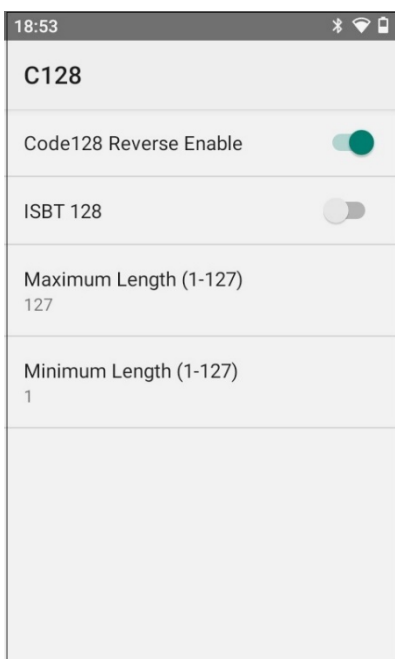 18:53
C128
Code128 Reverse Enable
ISBT 128
Maximum Length (1-127)
127
Minimum Length (1-127)
1